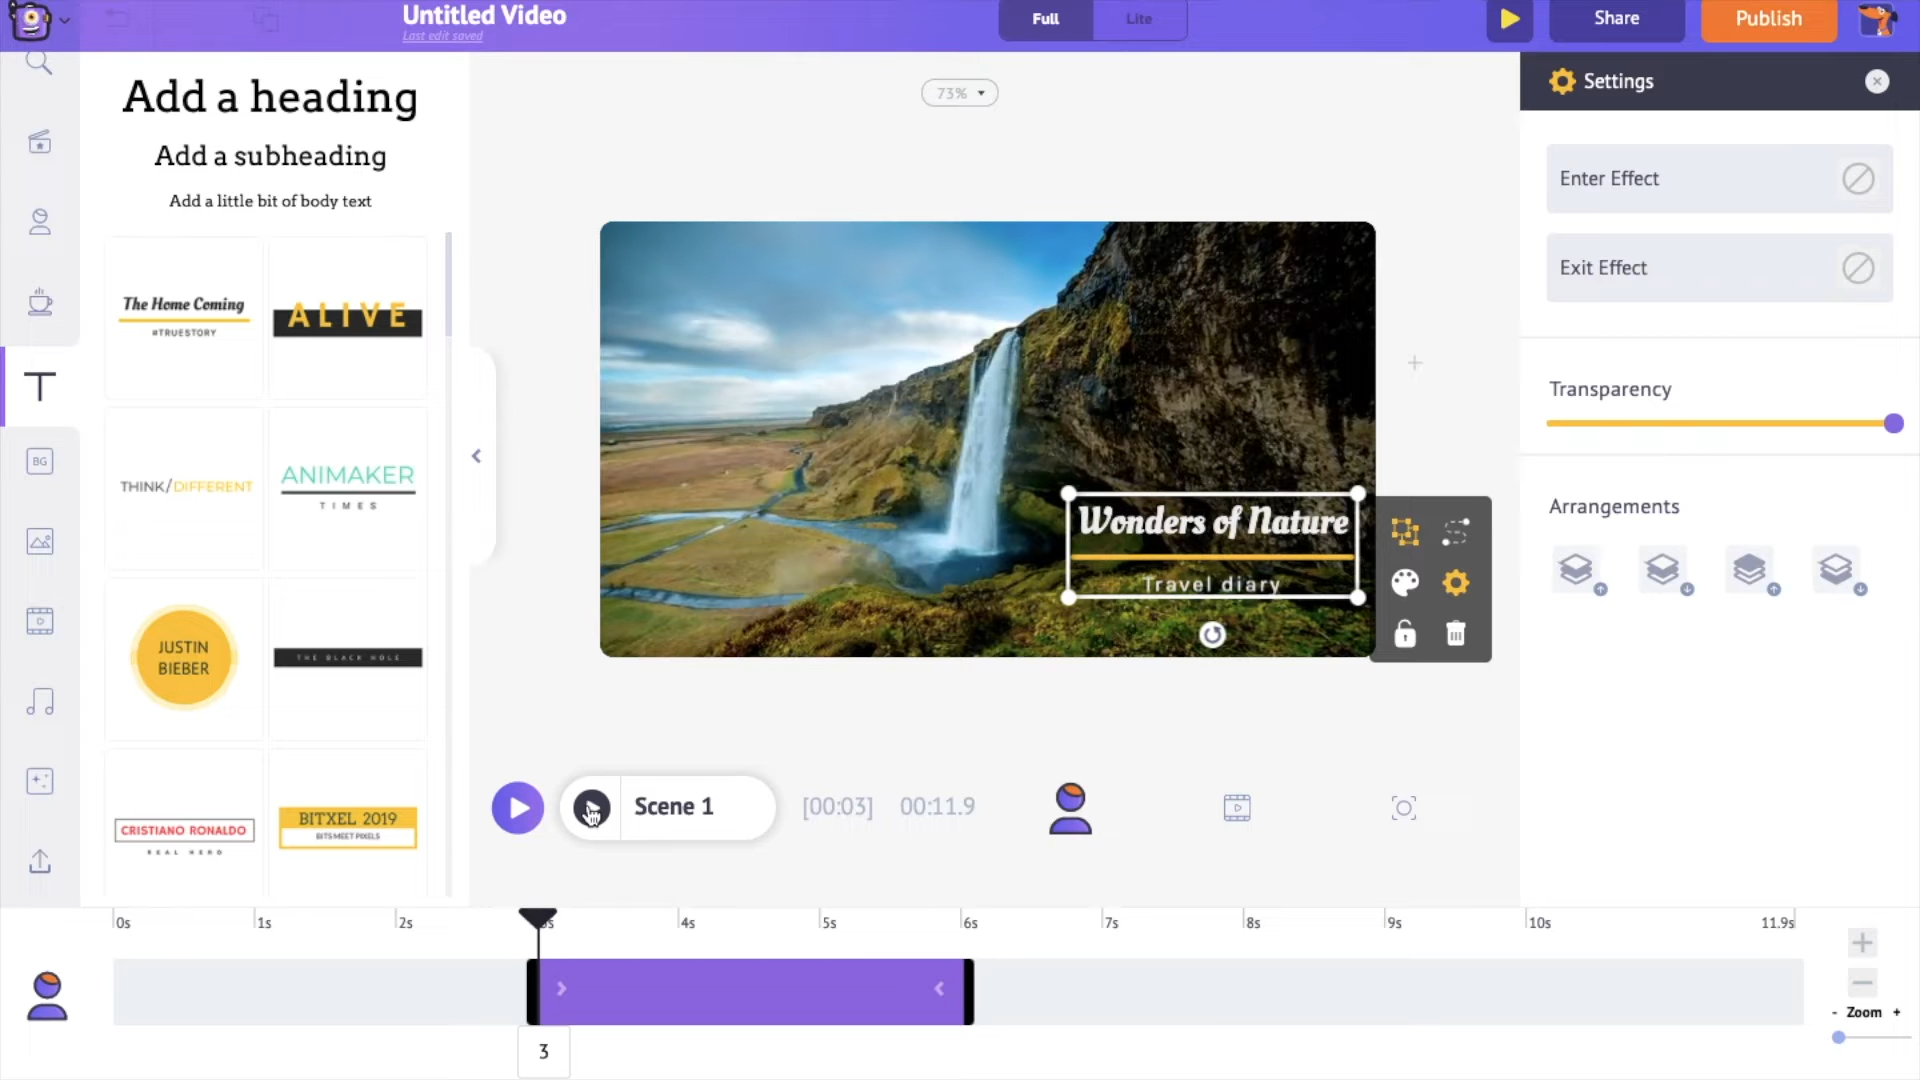 Untitled Video
Last edit saved
Full
Lite
Share
Publish
Add a heading
Add a subheading
Add a little bit of body text
The Home Coming
#TRUESTORY
ALIVE
THINK/DIFFERENT
ANIMAKER
TIMES
JUSTIN
BIEBER
THE BLACK HOLE
CRISTIANO RONALDO
REAL HERO
BITXEL 2019
BITS MEET PIXELS
BG
73%
Wonders of Nature
Travel diary
Settings
Enter Effect
Exit Effect
Transparency
Arrangements
Scene 1
[00:03]
00:11.9
0s
1s
2s
4s
5s
6s
7s
8s
9s
10s
11.9s
3
- Zoom +